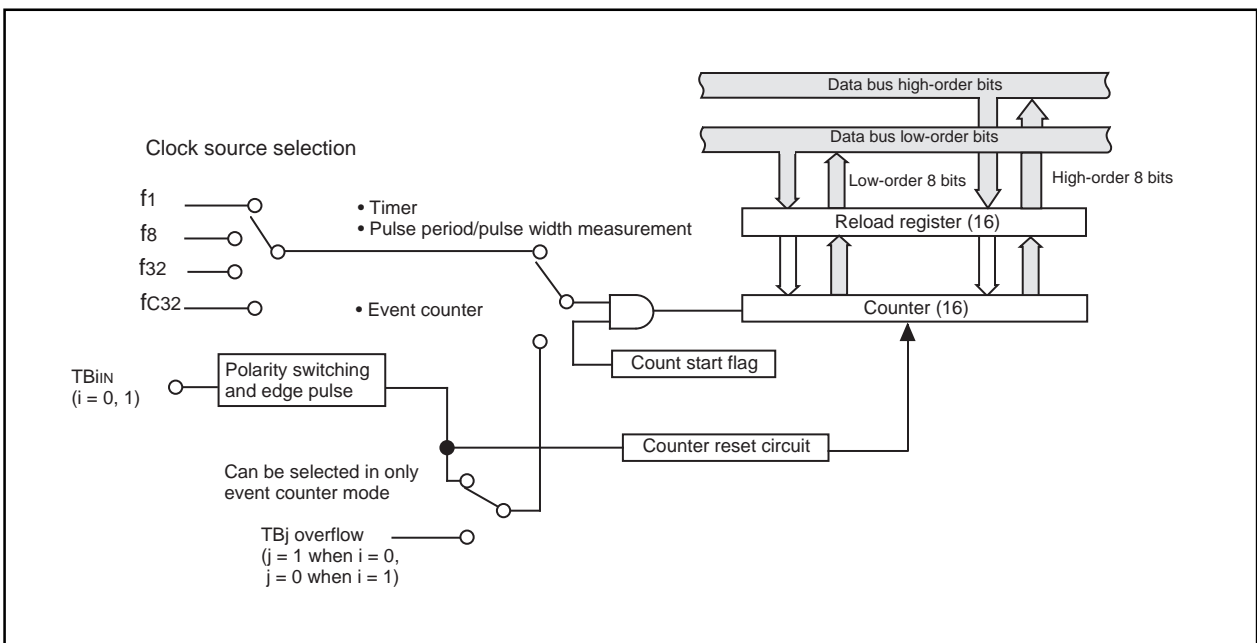 Data bus high-order bits
Data bus low-order bits
Clock source selection
Low-order 8 bits
High-order 8 bits
f1
• Timer
Reload register (16)
• Pulse period/pulse width measurement
f8
f32
fC32
• Event counter
Counter (16)
Count start flag
TBiIN
(i = 0, 1)
Polarity switching
and edge pulse
Counter reset circuit
Can be selected in only
event counter mode
TBj overflow
(j = 1 when i = 0,
j = 0 when i = 1)